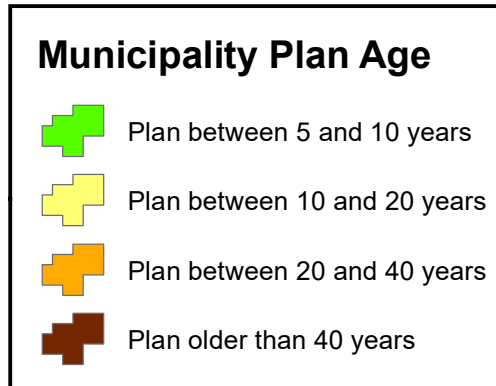 Municipality Plan Age
Plan between 5 and 10 years
Plan between 10 and 20 years
Plan between 20 and 40 years
Plan older than 40 years